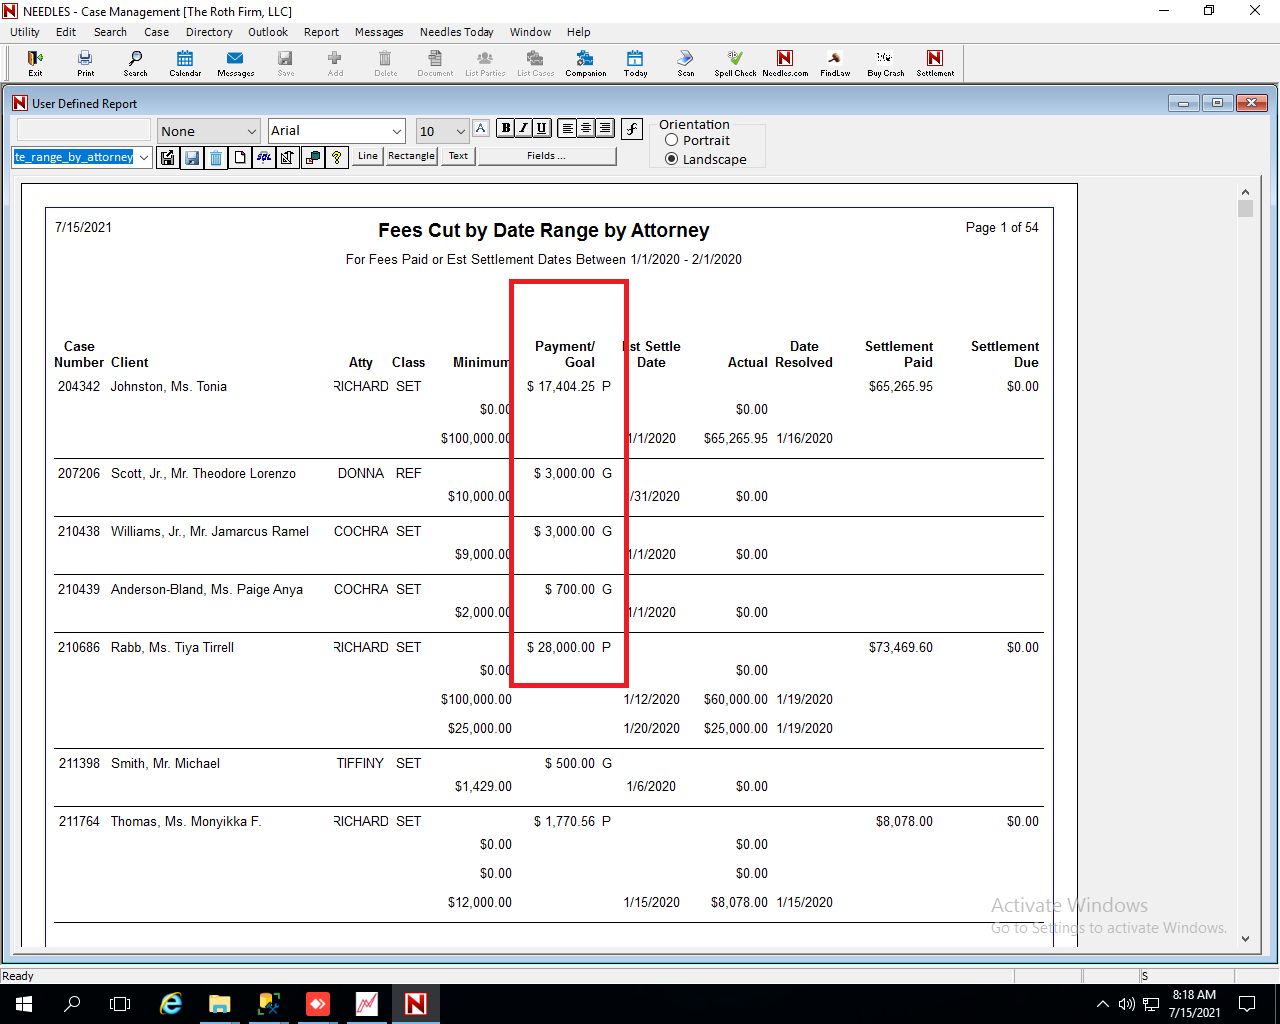 NEEDLES - Case Management [The Roth Firm, LLC]
Utility Edit Search Case Directory Outlook Report Messages Needles Today Window Help
Exit Print Search Calendar Messages Save Add Delete Document List Parties List Cases Companion Today Scan Spell Check Needles.com FindLaw Buy Crash Settlement
User Defined Report
None Arial 10 A B I U Orientation
Portrait
te_range_by_attorney SQL ? Line Rectangle Text Fields ... Landscape
7/15/2021 Fees Cut by Date Range by Attorney Page 1 of 54
For Fees Paid or Est Settlement Dates Between 1/1/2020 - 2/1/2020
Case Payment/ st Settle Date Settlement Settlement
Number Client Atty Class Minimum Goal Date Actual Resolved Paid Due
204342 Johnston, Ms. Tonia RICHARD SET $ 17,404.25 P $65,265.95 $0.00
$0.00 $0.00
$100,000.00 1/1/2020 $65,265.95 1/16/2020
207206 Scott, Jr., Mr. Theodore Lorenzo DONNA REF $ 3,000.00 G
$10,000.00 /31/2020 $0.00
210438 Williams, Jr., Mr. Jamarcus Ramel COCHRA SET $ 3,000.00 G
$9,000.00 1/1/2020 $0.00
210439 Anderson-Bland, Ms. Paige Anya COCHRA SET $ 700.00 G
$2,000.00 1/1/2020 $0.00
210686 Rabb, Ms. Tiya Tirrell RICHARD SET $ 28,000.00 P $73,469.60 $0.00
$0.00 $0.00
$100,000.00 1/12/2020 $60,000.00 1/19/2020
$25,000.00 1/20/2020 $25,000.00 1/19/2020
211398 Smith, Mr. Michael TIFFINY SET $ 500.00 G
$1,429.00 1/6/2020 $0.00
211764 Thomas, Ms. Monyikka F. RICHARD SET $ 1,770.56 P $8,078.00 $0.00
$0.00 $0.00
$0.00 $0.00
$12,000.00 1/15/2020 $8,078.00 1/15/2020
Activate Windows
Go to Settings to activate Windows.
Ready S
8:18 AM
7/15/2021